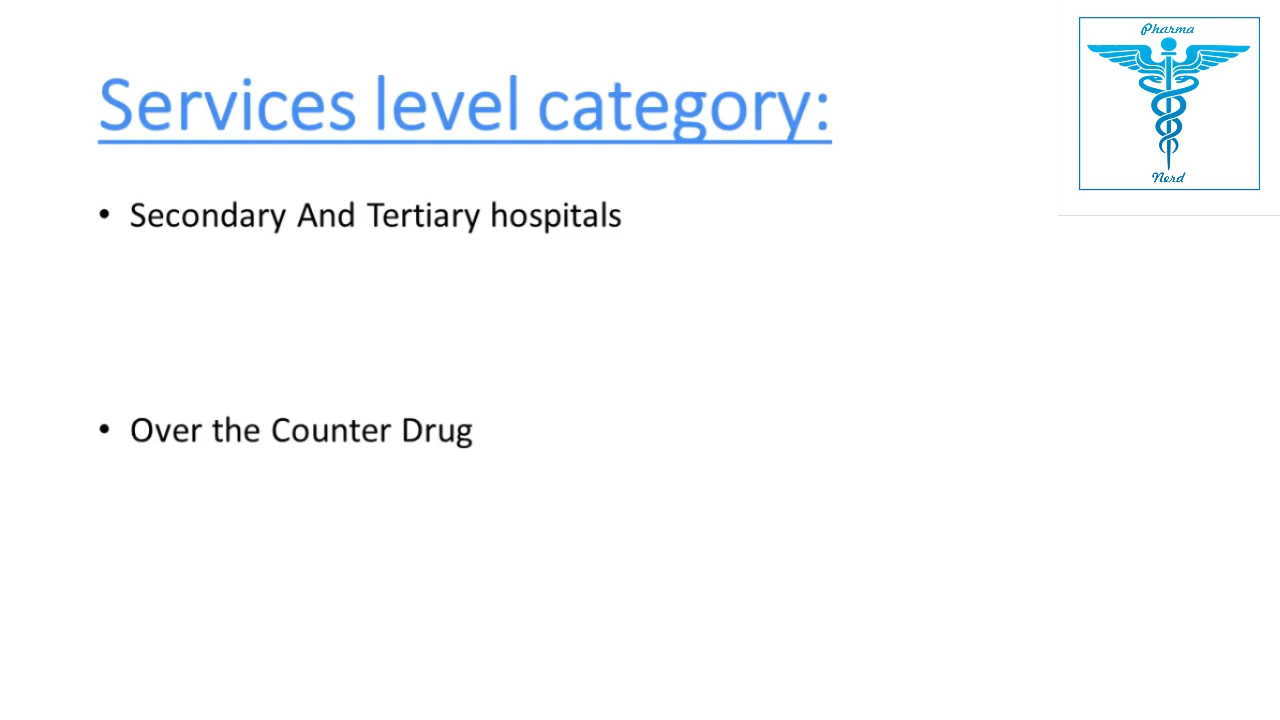 Pharma
Services level category:
Nerd
• Secondary And Tertiary hospitals
• Over the Counter Drug